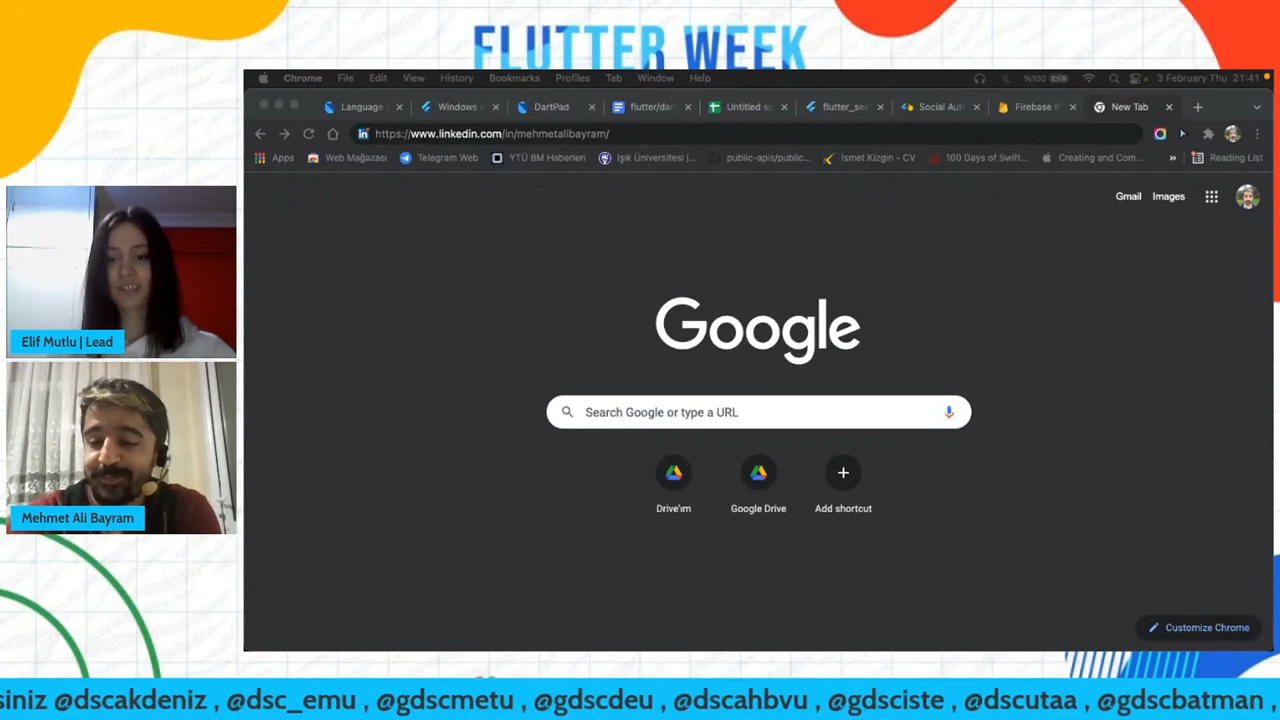 FLUTTER WEEK
Chrome File Edit View History Bookmarks Profiles Tab Window Help %100 3 February Thu 21:41
Language Windows DartPad flutter/dar Untitled s flutter_se Social Aut Firebase P New Tab
https://www.linkedin.com/in/mehmetalibayram/
Apps Web Mağazası Telegram Web YTÜ BM Haberleri Işık Üniversitesi |... public-apis/public... İsmet Kizgin - CV 100 Days of Swift... Creating and Com... » Reading List
Gmail Images
Google
Search Google or type a URL
Drive'ım Google Drive Add shortcut
Customize Chrome
Elif Mutlu | Lead
Mehmet Ali Bayram
siniz @dscakdeniz , @dsc_emu , @gdscmetu , @gdscdeu , @dscahbvu , @gdsciste , @dscutaa , @gdscbatman ,